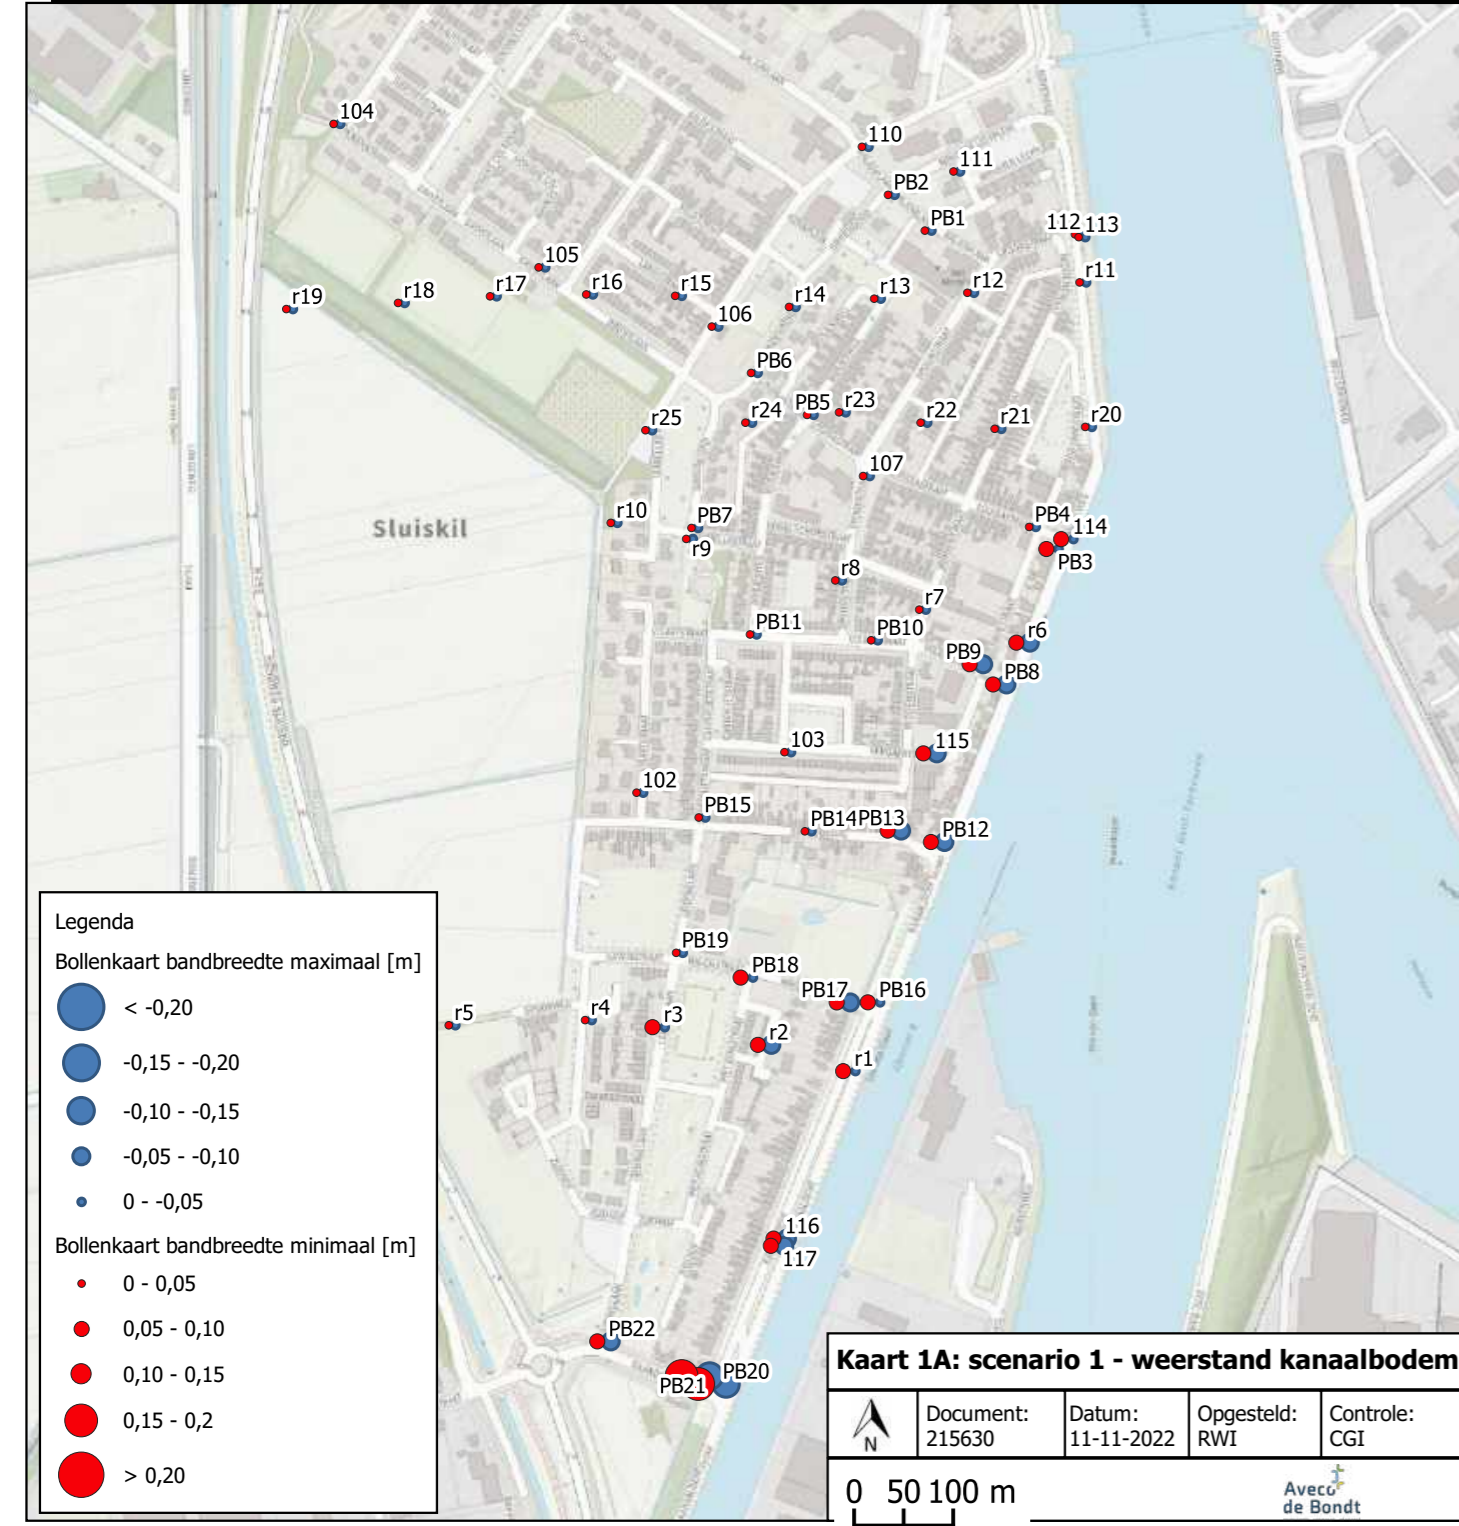 104
110
111
PB2
PB1
112 113
105
r11
r19
r18
r17
r16
r15
r14
r13
r12
106
PB6
r25
r24
PB5
r23
r22
r21
r20
107
Sluiskil
r10
PB7
r9
PB4
114
PB3
r8
r7
PB11
PB10
r6
PB9
PB8
103
115
102
PB15
PB14
PB13
PB12
PB19
PB18
PB17
PB16
r5
r4
r3
r2
r1
116
117
PB22
PB21
PB20
Legenda
Bollenkaart bandbreedte maximaal [m]
< -0,20
-0,15 - -0,20
-0,10 - -0,15
-0,05 - -0,10
0 - -0,05
Bollenkaart bandbreedte minimaal [m]
0 - 0,05
0,05 - 0,10
0,10 - 0,15
0,15 - 0,2
> 0,20
Kaart 1A: scenario 1 - weerstand kanaalbodem
N
Document:
215630
Datum:
11-11-2022
Opgesteld:
RWI
Controle:
CGI
0 50 100 m
Aveco
de Bondt